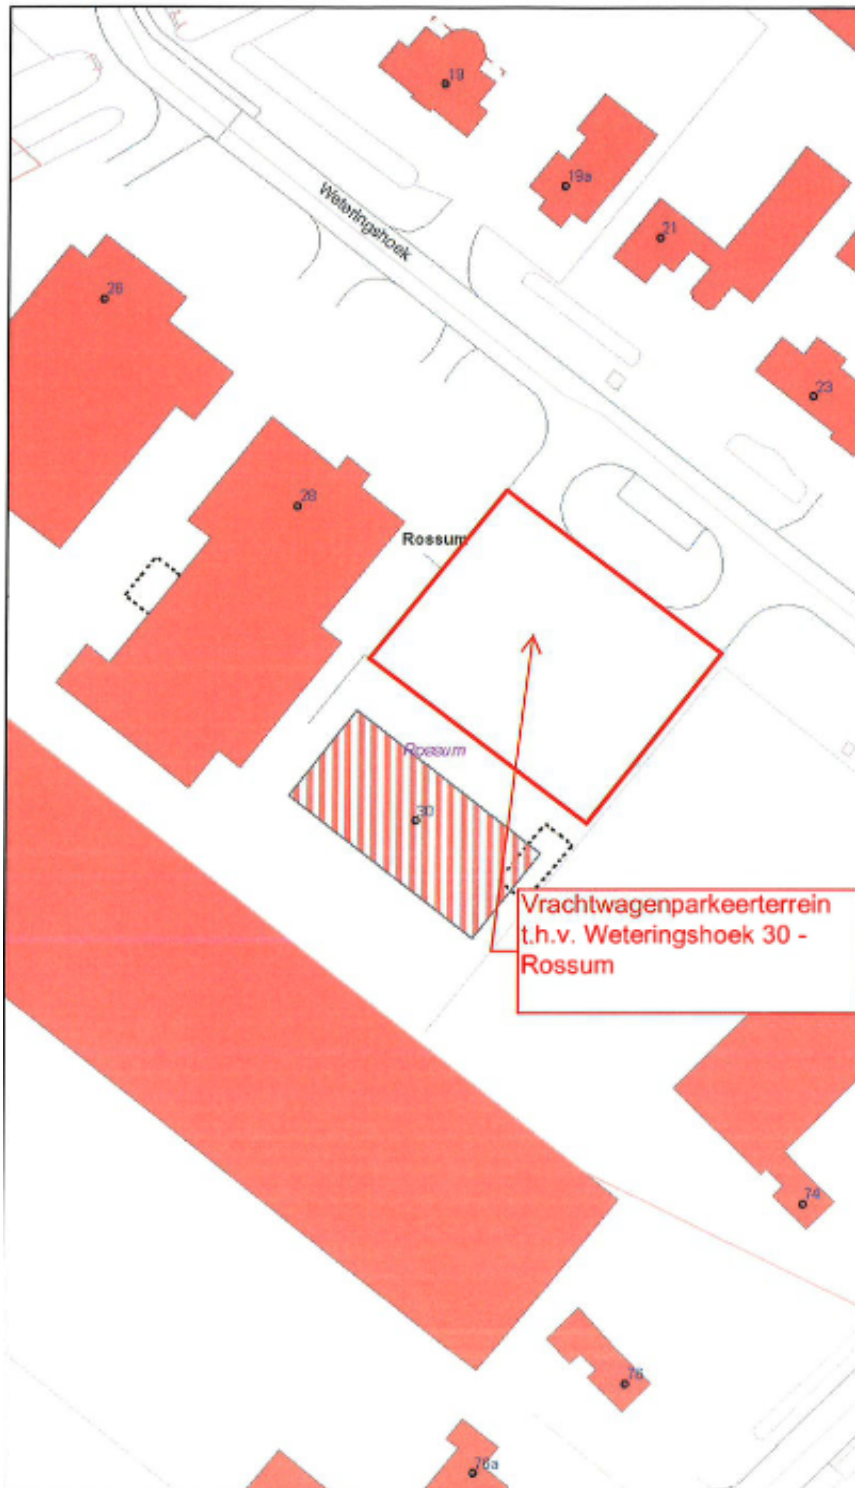 19
19a
Weteringshoek
21
26
23
28
Rossum
Rossum
30
Vrachtwagenparkeerterrein
t.h.v. Weteringshoek 30 -
Rossum
74
76
76a